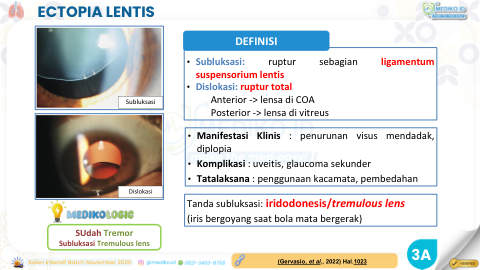 ECTOPIA LENTIS
MEDIKO.ID
Subluksasi
Dislokasi
MEDIKOLOGIC
SUdah Tremor
Subluksasi Tremulous lens
DEFINISI
• Subluksasi: ruptur sebagian ligamentum
suspensorium lentis
• Dislokasi: ruptur total
Anterior -> lensa di COA
Posterior -> lensa di vitreus
• Manifestasi Klinis : penurunan visus mendadak,
diplopia
• Komplikasi : uveitis, glaucoma sekunder
• Tatalaksana : penggunaan kacamata, pembedahan
Tanda subluksasi: iridodonesis/tremulous lens
(iris bergoyang saat bola mata bergerak)
(Gervasio, et al., 2022) Hal.1023
3A